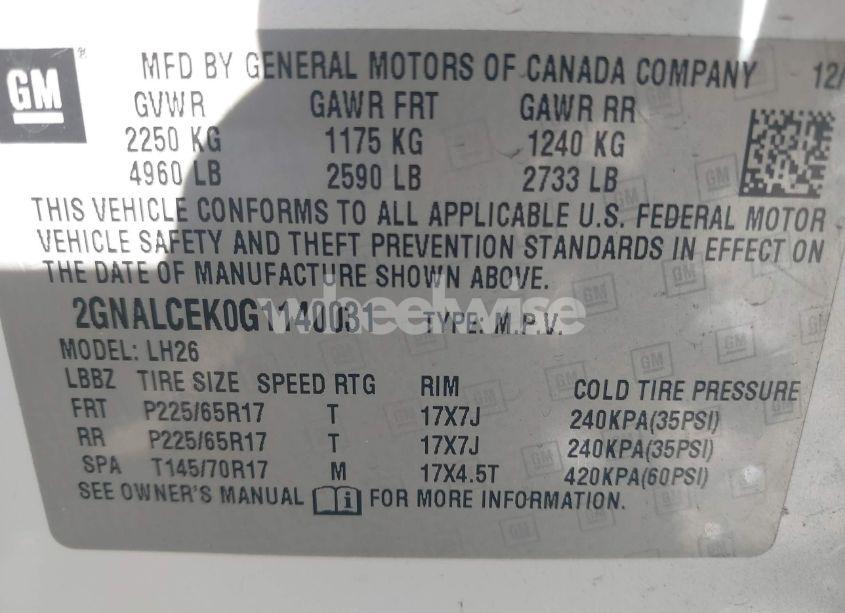 GM ® MFD BY GENERAL MOTORS OF CANADA COMPANY 12/
GVWR GAWR FRT GAWR RR
2250 KG 1175 KG 1240 KG
4960 LB 2590 LB 2733 LB
THIS VEHICLE CONFORMS TO ALL APPLICABLE U.S. FEDERAL MOTOR
VEHICLE SAFETY AND THEFT PREVENTION STANDARDS IN EFFECT ON
THE DATE OF MANUFACTURE SHOWN ABOVE.
2GNALCEK0G1140031 TYPE: M.P.V.
wheelwise
MODEL: LH26
LBBZ TIRE SIZE SPEED RTG RIM COLD TIRE PRESSURE
FRT P225/65R17 T 17X7J 240KPA(35PSI)
RR P225/65R17 T 17X7J 240KPA(35PSI)
SPA T145/70R17 M 17X4.5T 420KPA(60PSI)
SEE OWNER'S MANUAL i FOR MORE INFORMATION.